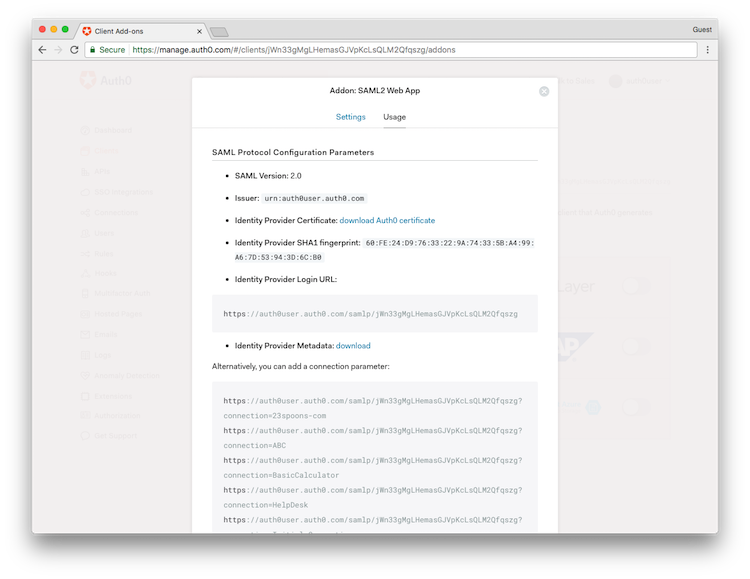 Client Add-ons
Guest
Secure
https://manage.auth0.com/#/clients/jWn33gMgLHemasGJVpKcLsQLM2Qfqszg/addons
Auth0
Addon: SAML2 Web App
Settings
Usage
SAML Protocol Configuration Parameters
• SAML Version: 2.0
• Issuer: urn:auth0user.auth0.com
• Identity Provider Certificate: download Auth0 certificate
• Identity Provider SHA1 fingerprint: 60:FE:24:D9:76:33:22:9A:74:33:5B:A4:99:
A6:7D:53:94:3D:6C:B0
• Identity Provider Login URL:
https://auth0user.auth0.com/samlp/jWn33gMgLHemasGJVpKcLsQLM2Qfqszg
• Identity Provider Metadata: download
Alternatively, you can add a connection parameter:
https://auth0user.auth0.com/samlp/jWn33gMgLHemasGJVpKcLsQLM2Qfqszg?
connection=23spoons-com
https://auth0user.auth0.com/samlp/jWn33gMgLHemasGJVpKcLsQLM2Qfqszg?
connection=ABC
https://auth0user.auth0.com/samlp/jWn33gMgLHemasGJVpKcLsQLM2Qfqszg?
connection=BasicCalculator
https://auth0user.auth0.com/samlp/jWn33gMgLHemasGJVpKcLsQLM2Qfqszg?
connection=HelpDesk
https://auth0user.auth0.com/samlp/jWn33gMgLHemasGJVpKcLsQLM2Qfqszg?